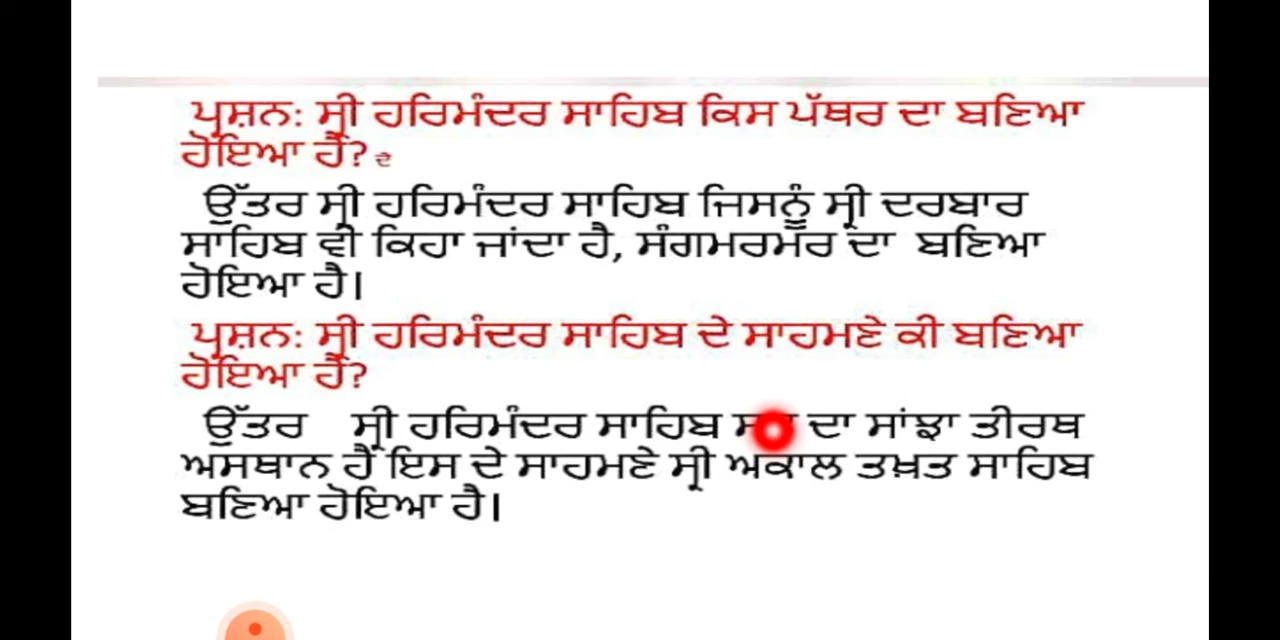 ਪ੍ਰਸ਼ਨ: ਸ੍ਰੀ ਹਰਿਮੰਦਰ ਸਾਹਿਬ ਕਿਸ ਪੱਥਰ ਦਾ ਬਣਿਆ
ਹੋਇਆ ਹੈ? ਦੇ
ਉੱਤਰ ਸ੍ਰੀ ਹਰਿਮੰਦਰ ਸਾਹਿਬ ਜਿਸਨੂੰ ਸ੍ਰੀ ਦਰਬਾਰ
ਸਾਹਿਬ ਵੀ ਕਿਹਾ ਜਾਂਦਾ ਹੈ, ਸੰਗਮਰਮਰ ਦਾ ਬਣਿਆ
ਹੋਇਆ ਹੈ।
ਪ੍ਰਸ਼ਨ: ਸ੍ਰੀ ਹਰਿਮੰਦਰ ਸਾਹਿਬ ਦੇ ਸਾਹਮਣੇ ਕੀ ਬਣਿਆ
ਹੋਇਆ ਹੈ?
ਉੱਤਰ ਸ੍ਰੀ ਹਰਿਮੰਦਰ ਸਾਹਿਬ ਦਾ ਸਾਂਝਾ ਤੀਰਥ
ਅਸਥਾਨ ਹੈ ਇਸ ਦੇ ਸਾਹਮਣੇ ਸ੍ਰੀ ਅਕਾਲ ਤਖ਼ਤ ਸਾਹਿਬ
ਬਣਿਆ ਹੋਇਆ ਹੈ।